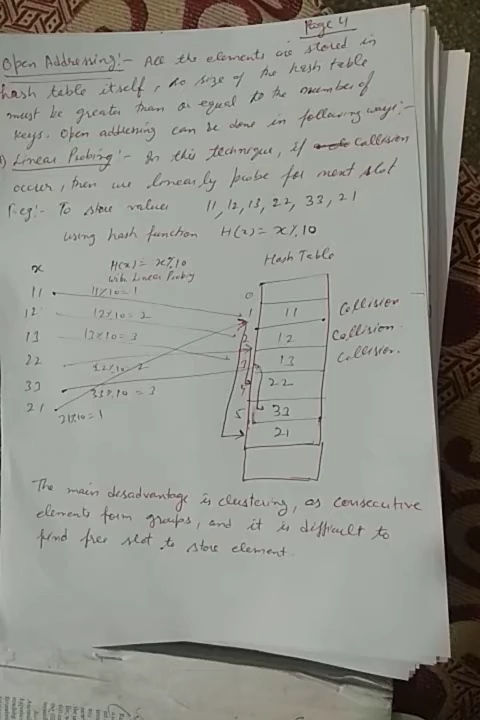 Page 4
Open Addressing:- All the elements are stored in
hash table itself, so size of the hash table
must be greater than or equal to the number of
keys. Open addressing can be done in following ways:-
Linear Probing:- In this technique, if collision
occur, then we linearly probe for next slot
eg:- To store values 11, 12, 13, 22, 33, 21
using hash function H(x) = x%10
x H(x) = x%10 Hash Table
with Linear Probing
0
11 11%10=1 1 11 Collision
12 12%10=2 2 12 Collision.
13 13%10=3 3 13 Collision.
22 22%10=2 4 22
33 33%10=3 5 33
21 21%10=1 21
The main disadvantage is clustering, as consecutive
elements form groups, and it is difficult to
find free slot to store element.